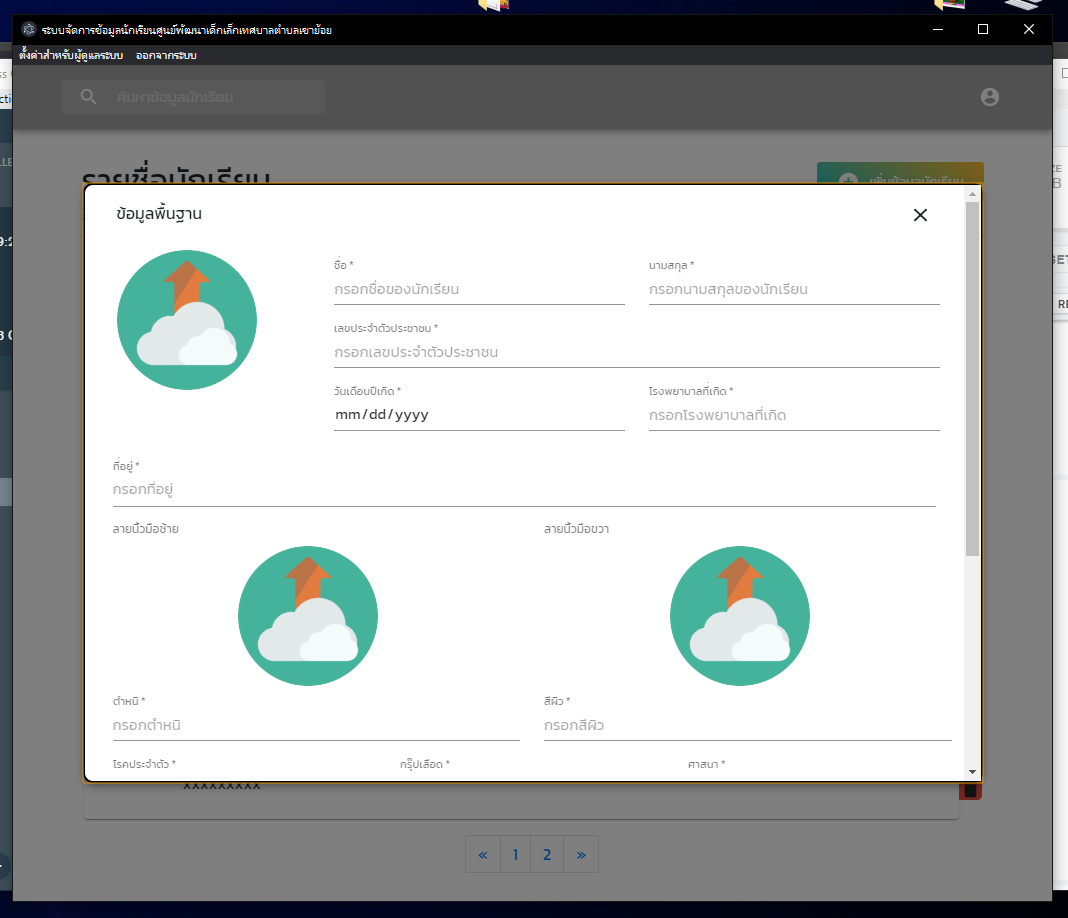 ระบบจัดการข้อมูลนักเรียนศูนย์พัฒนาเด็กเล็กเทศบาลตำบลเขาย้อย
ตั้งค่าสำหรับผู้ดูแลระบบ ออกจากระบบ
ค้นหาข้อมูลนักเรียน
รายชื่อนักเรียน
เพิ่มข้อมูลนักเรียน
ข้อมูลพื้นฐาน
ชื่อ * นามสกุล *
กรอกชื่อของนักเรียน กรอกนามสกุลของนักเรียน
เลขประจำตัวประชาชน *
กรอกเลขประจำตัวประชาชน
วันเดือนปีเกิด * โรงพยาบาลที่เกิด *
mm/dd/yyyy กรอกโรงพยาบาลที่เกิด
ที่อยู่ *
กรอกที่อยู่
ลายนิ้วมือซ้าย ลายนิ้วมือขวา
ตำหนิ * สีผิว *
กรอกตำหนิ กรอกสีผิว
โรคประจำตัว * กรุ๊ปเลือด * ศาสนา *
xxxxxxxxx
« 1 2 »